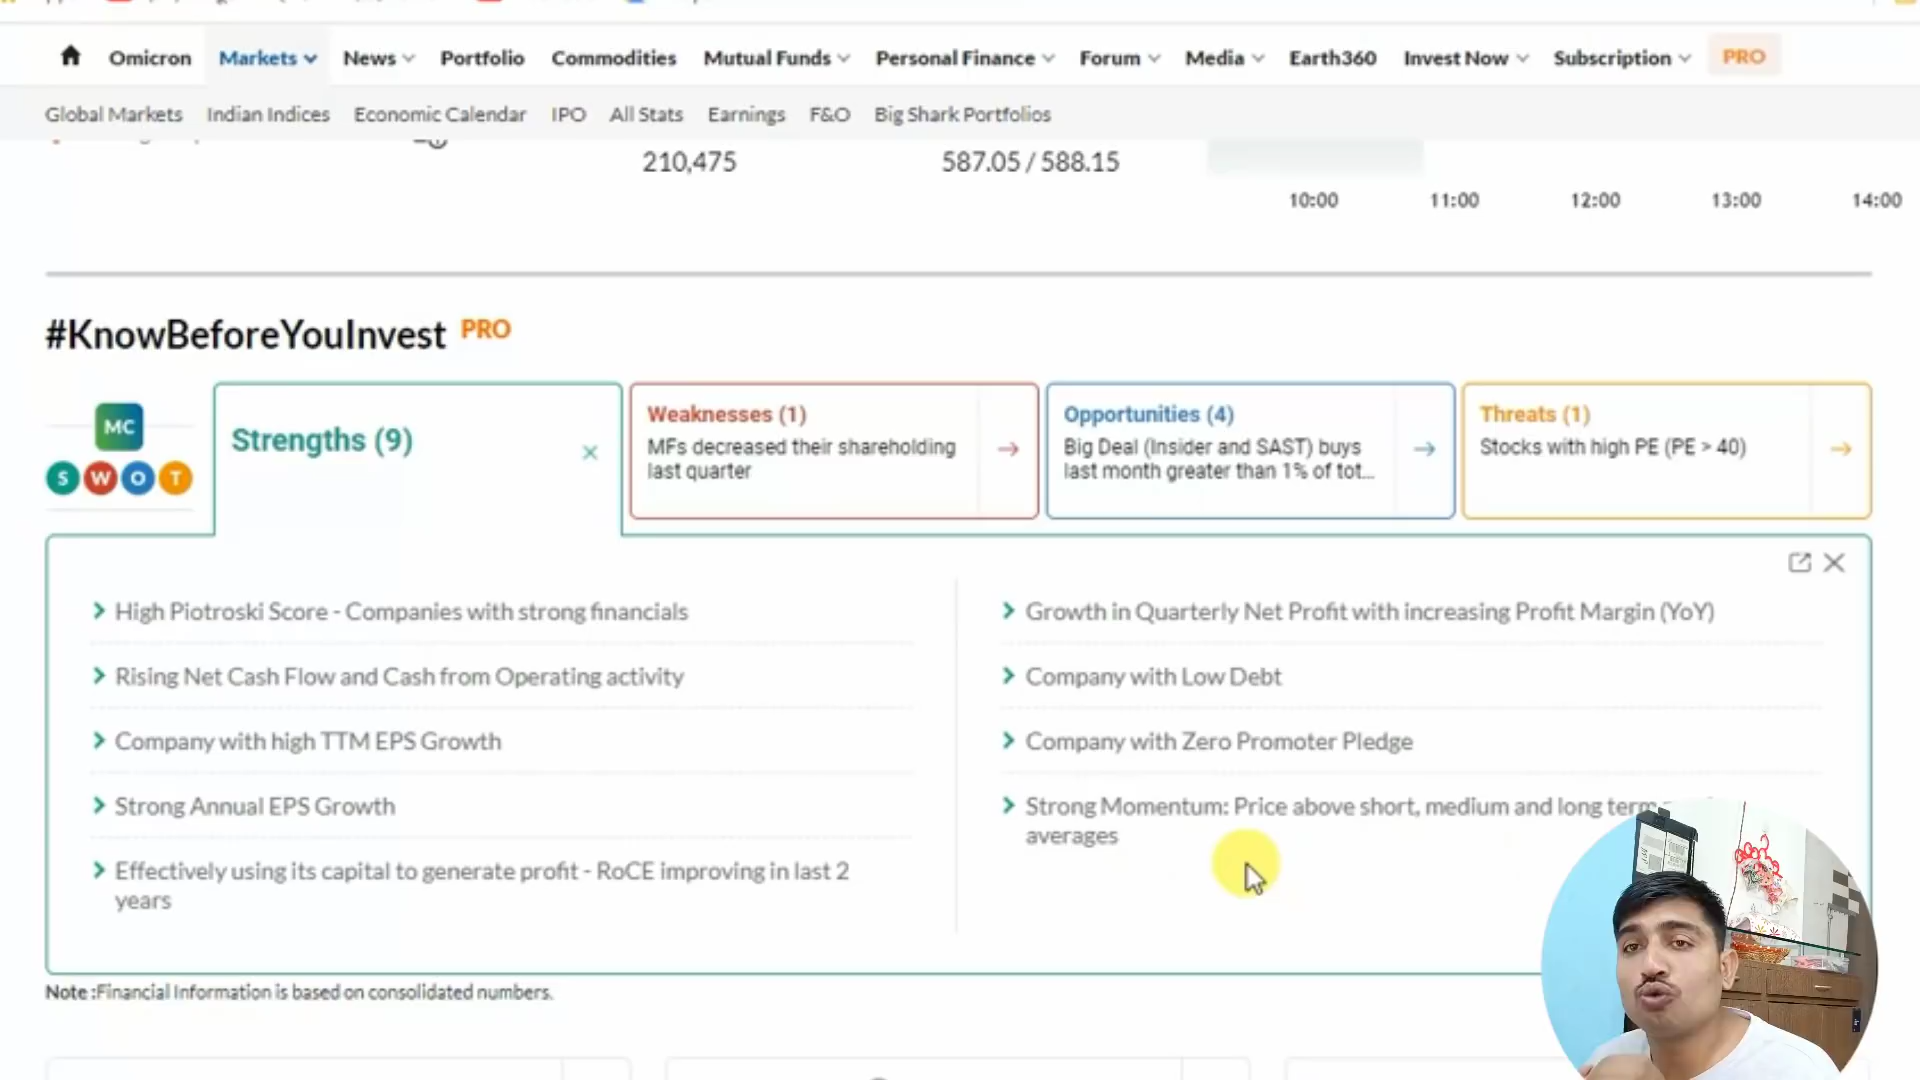 Omicron Markets News Portfolio Commodities Mutual Funds Personal Finance Forum Media Earth360 Invest Now Subscription PRO
Global Markets Indian Indices Economic Calendar IPO All Stats Earnings F&O Big Shark Portfolios
210,475 587.05 / 588.15
10:00 11:00 12:00 13:00 14:00
#KnowBeforeYouInvest PRO
MC
S W O T
Strengths (9)
Weaknesses (1)
MFs decreased their shareholding
last quarter
Opportunities (4)
Big Deal (Insider and SAST) buys
last month greater than 1% of tot...
Threats (1)
Stocks with high PE (PE > 40)
High Piotroski Score - Companies with strong financials
Rising Net Cash Flow and Cash from Operating activity
Company with high TTM EPS Growth
Strong Annual EPS Growth
Effectively using its capital to generate profit - RoCE improving in last 2
years
Growth in Quarterly Net Profit with increasing Profit Margin (YoY)
Company with Low Debt
Company with Zero Promoter Pledge
Strong Momentum: Price above short, medium and long term
averages
Note :Financial Information is based on consolidated numbers.